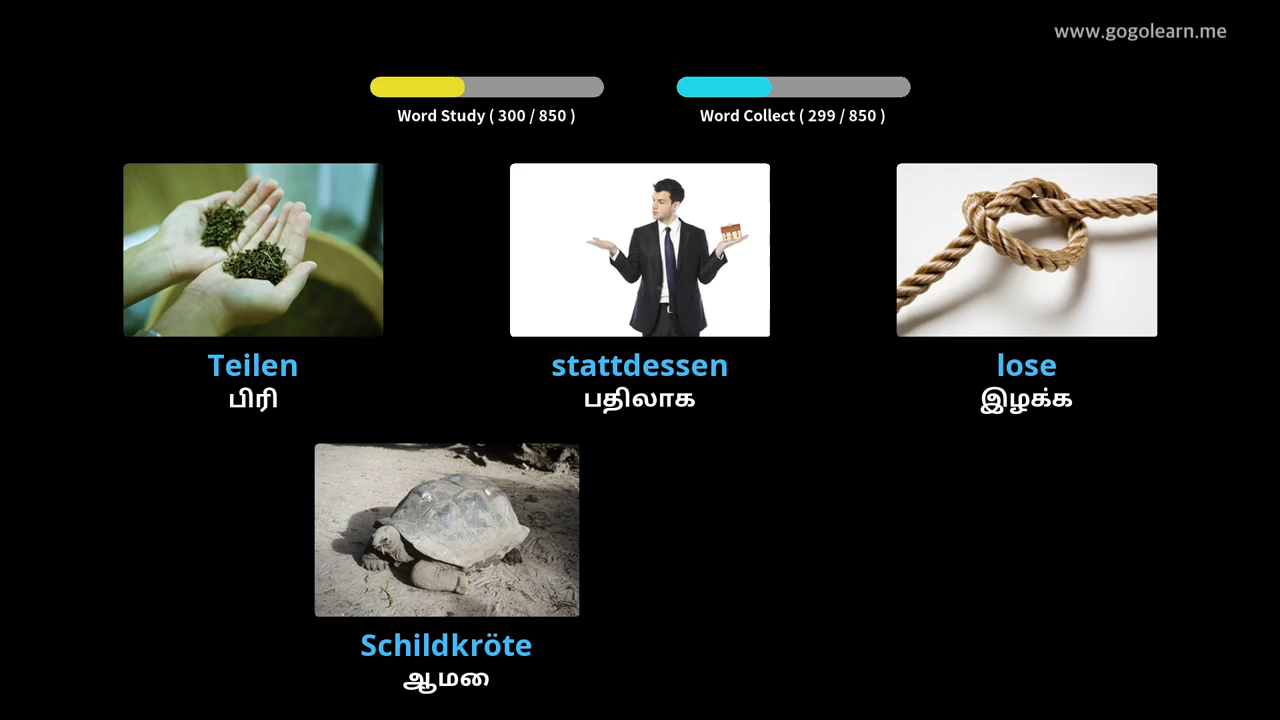 www.gogolearn.me
Word Study ( 300 / 850 )
Word Collect ( 299 / 850 )
Teilen
பிரி
stattdessen
பதிலாக
lose
இழக்க
Schildkröte
ஆமை